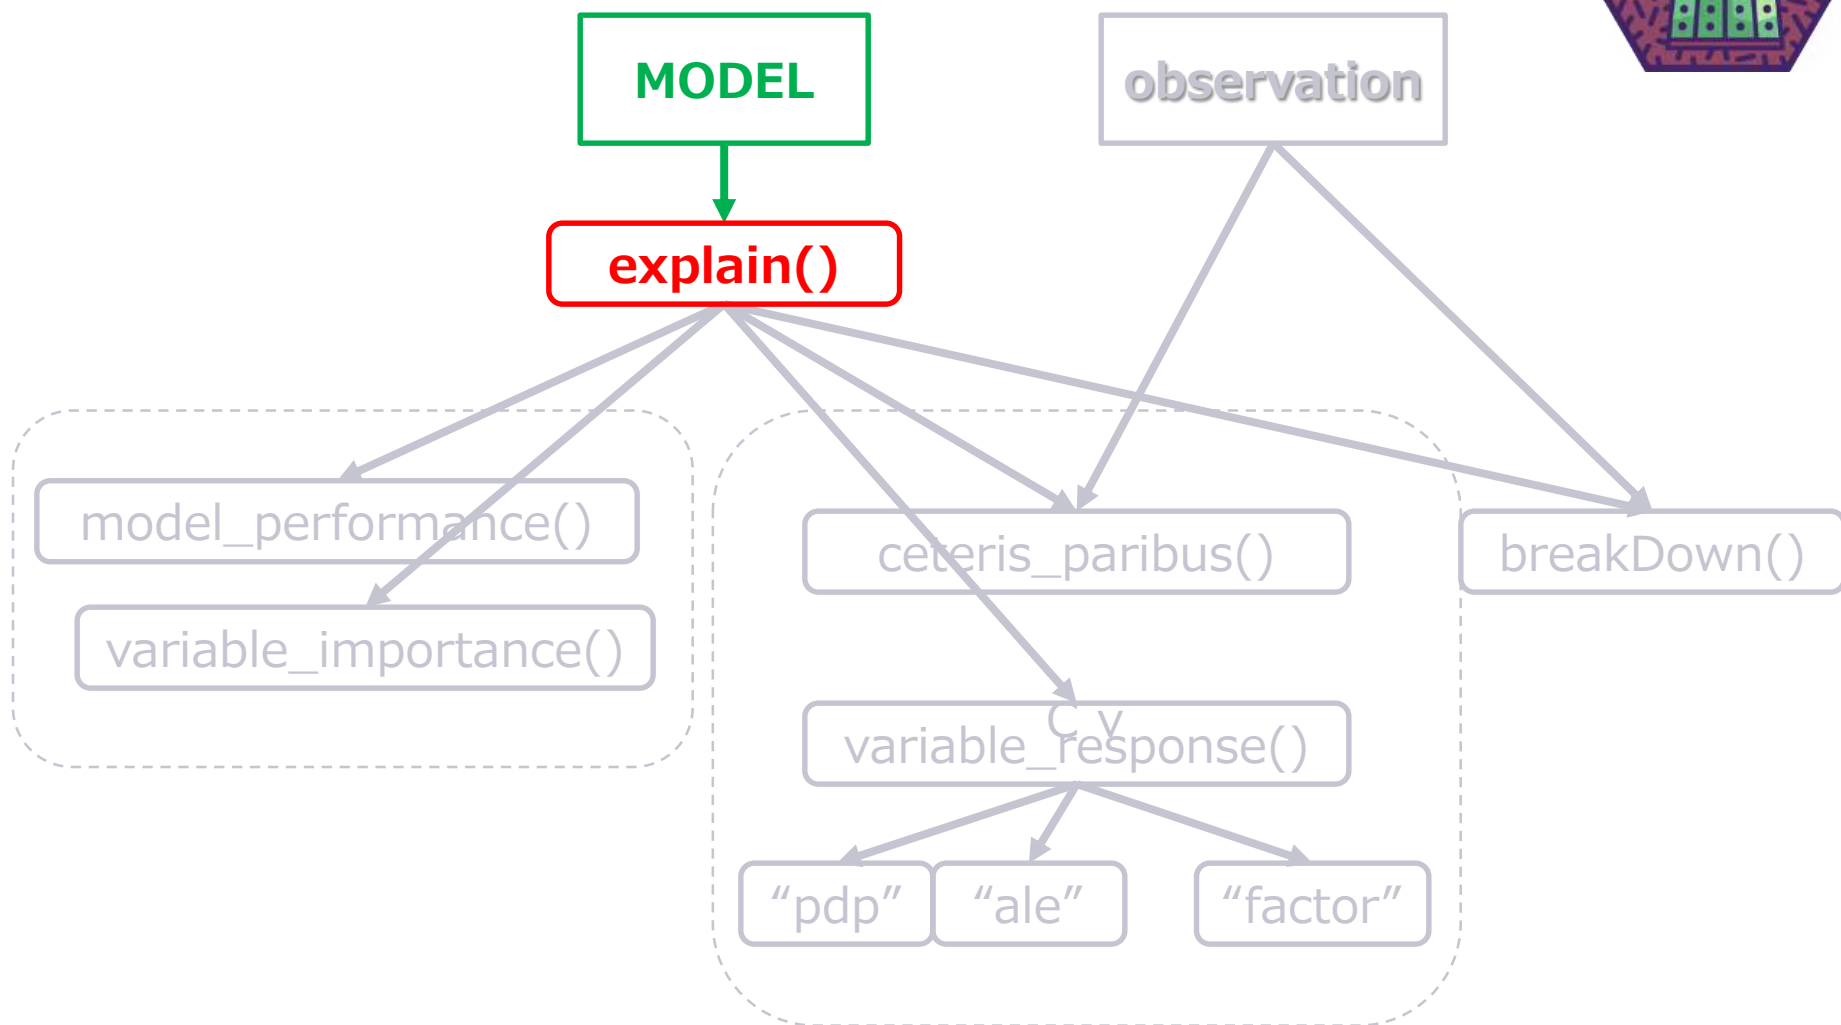 MODEL
observation
explain()
model_performance()
ceteris_paribus()
breakDown()
variable_importance()
C v
variable_response()
“pdp”
“ale”
“factor”